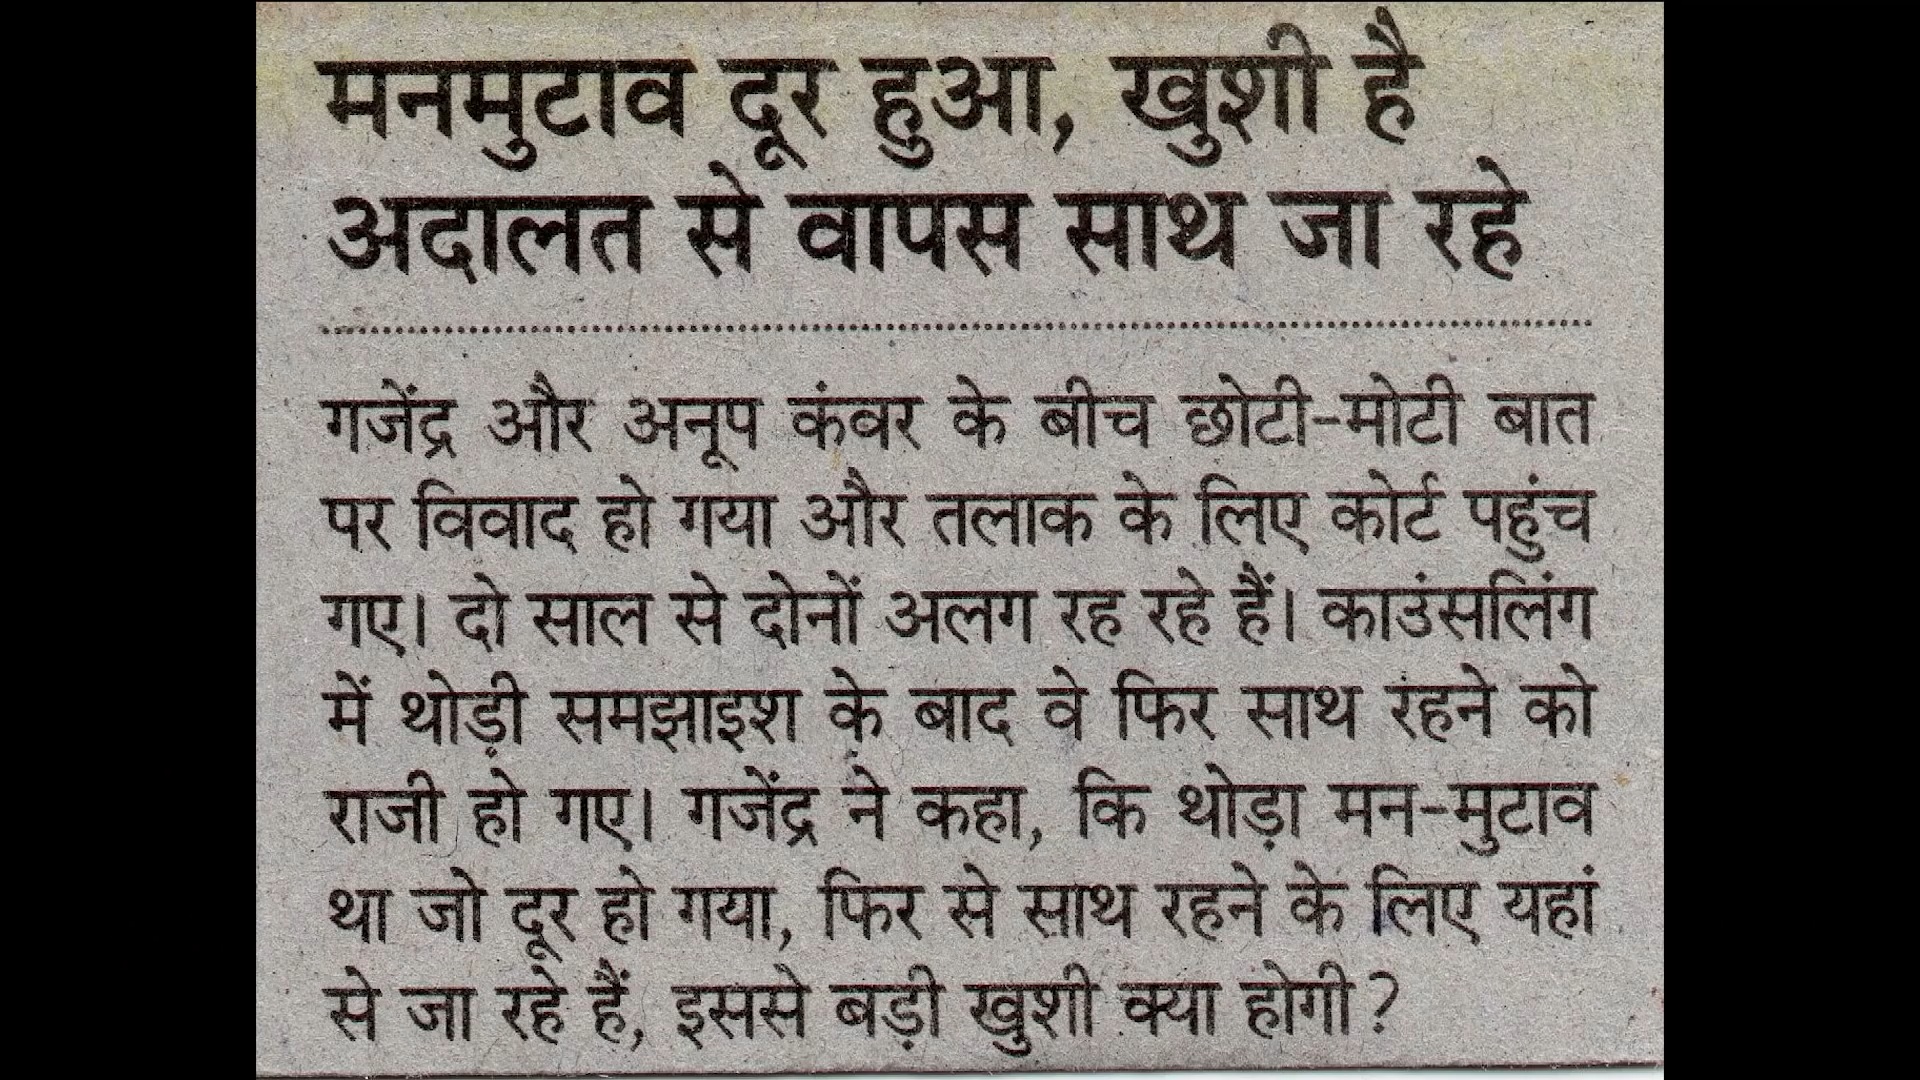 मनमुटाव दूर हुआ, खुशी है
अदालत से वापस साथ जा रहे
गजेंद्र और अनूप कंवर के बीच छोटी-मोटी बात
पर विवाद हो गया और तलाक के लिए कोर्ट पहुंच
गए। दो साल से दोनों अलग रह रहे हैं। काउंसलिंग
में थोड़ी समझाइश के बाद वे फिर साथ रहने को
राजी हो गए। गजेंद्र ने कहा, कि थोड़ा मन-मुटाव
था जो दूर हो गया, फिर से साथ रहने के लिए यहां
से जा रहे हैं, इससे बड़ी खुशी क्या होगी?